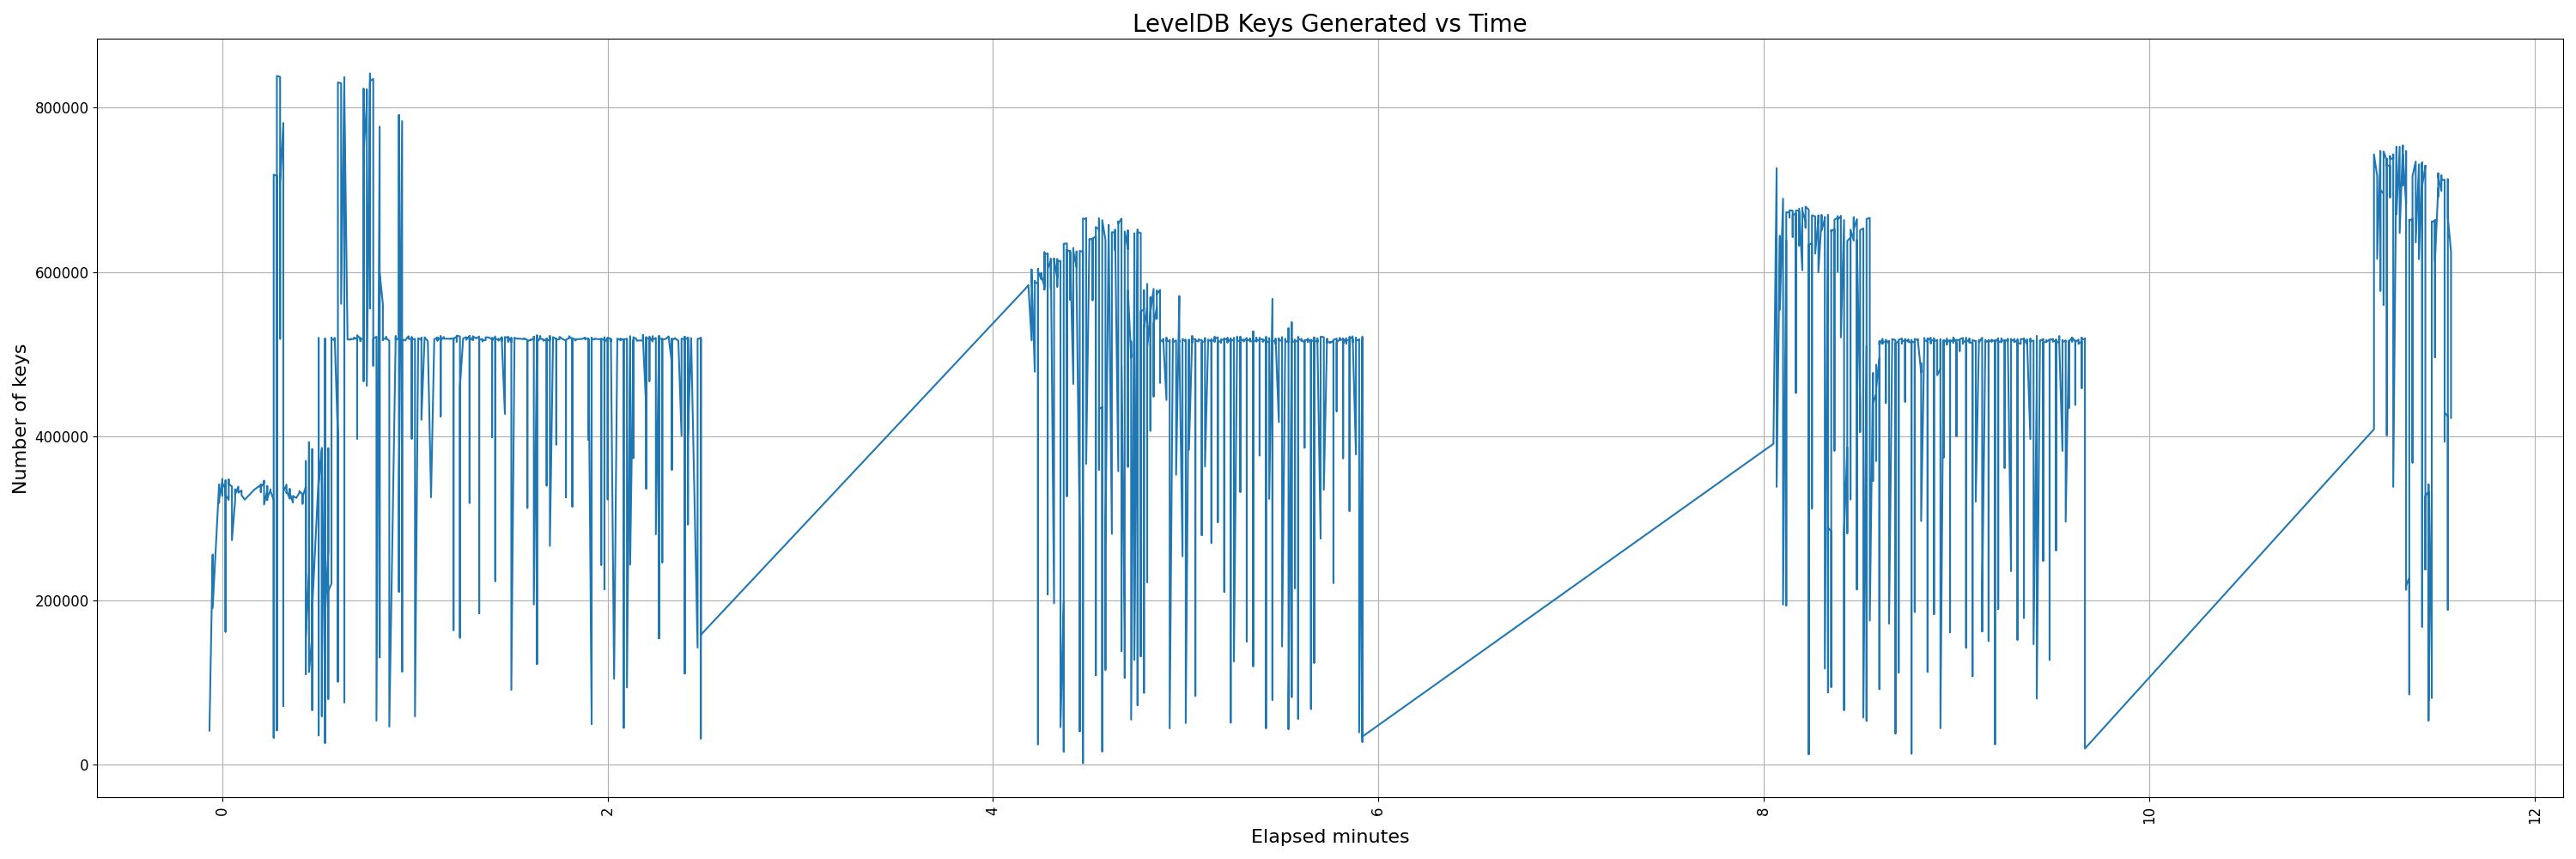 LevelDB Keys Generated vs Time
Number of keys
800000
600000
400000
200000
0
0 2 4 6 8 10 12
Elapsed minutes